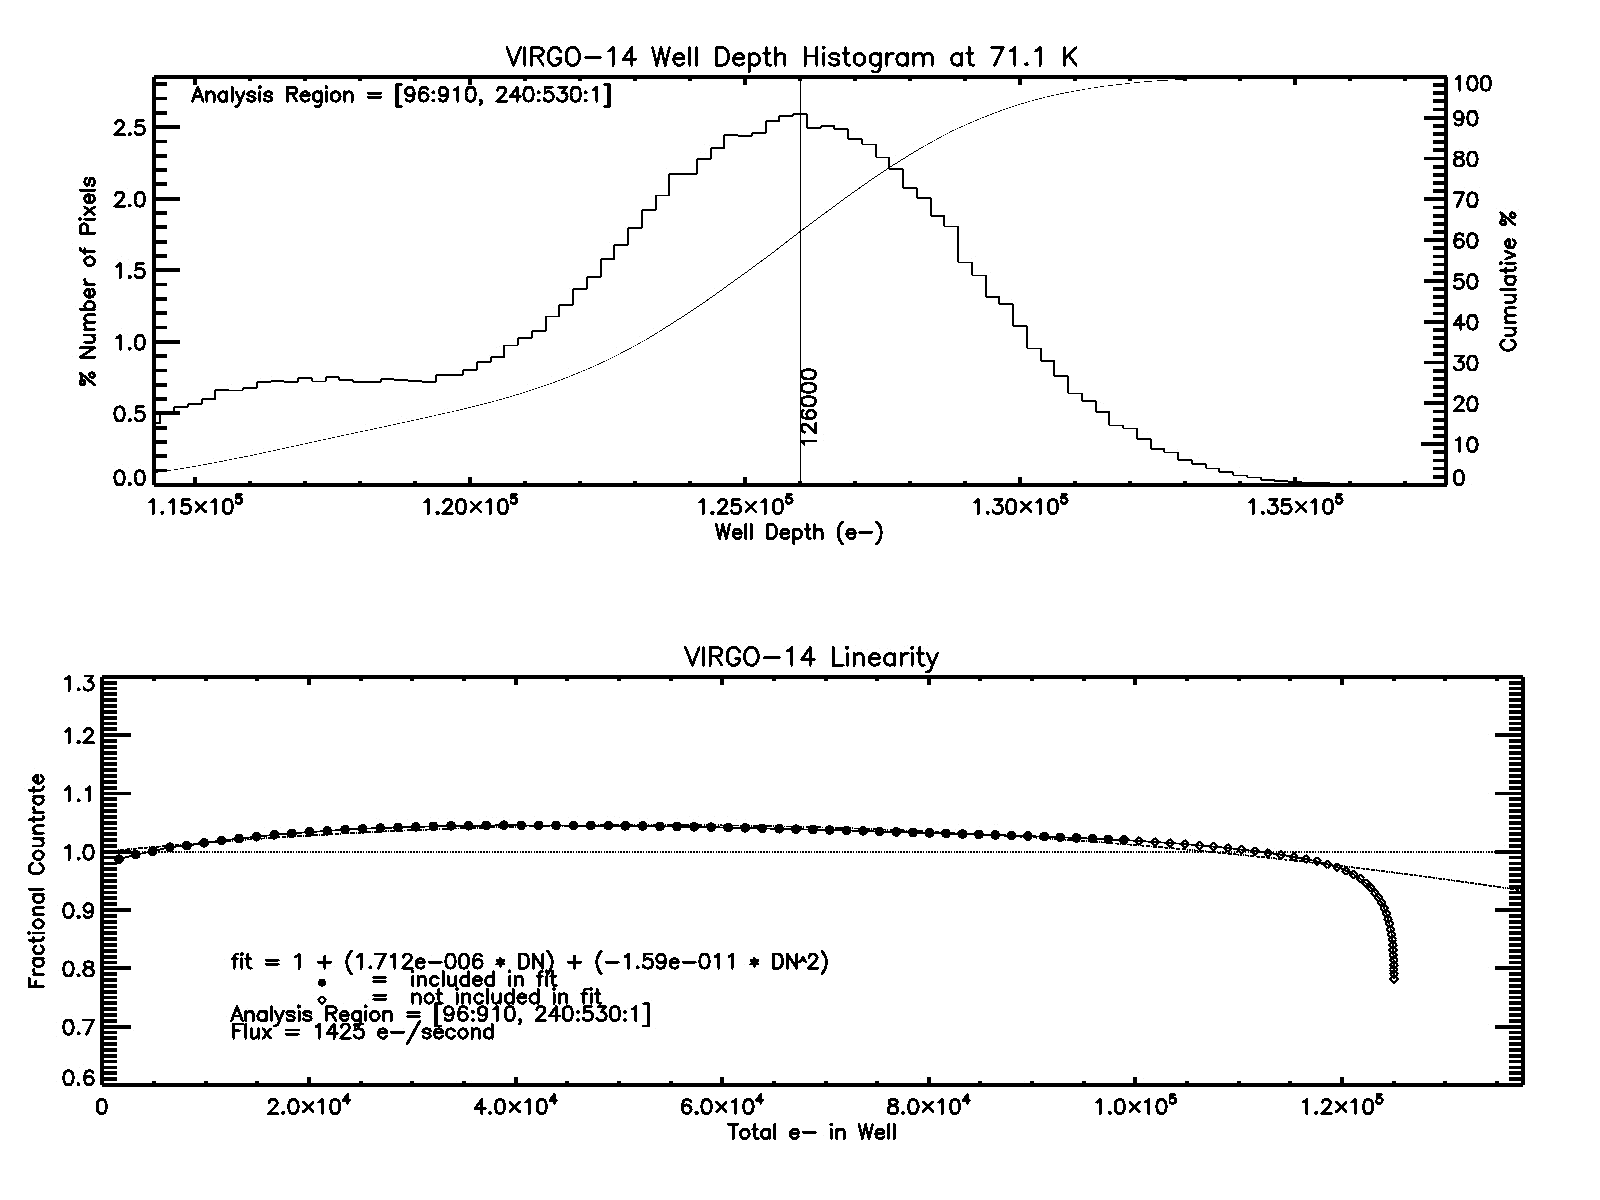 VIRGO-14 Well Depth Histogram at 71.1 K
Analysis Region = [96:910, 240:530:1]
% Number of Pixels
2.5
2.0
1.5
1.0
0.5
0.0
126000
100
90
80
70
60
50
40
30
20
10
0
Cumulative %
1.15×10⁵ 1.20×10⁵ 1.25×10⁵ 1.30×10⁵ 1.35×10⁵
Well Depth (e-)
VIRGO-14 Linearity
Fractional Countrate
1.3
1.2
1.1
1.0
0.9
0.8
0.7
0.6
fit = 1 + (1.712e-006 * DN) + (-1.59e-011 * DN^2)
= included in fit
= not included in fit
Analysis Region = [96:910, 240:530:1]
Flux = 1425 e-/second
0 2.0×10⁴ 4.0×10⁴ 6.0×10⁴ 8.0×10⁴ 1.0×10⁵ 1.2×10⁵
Total e- in Well